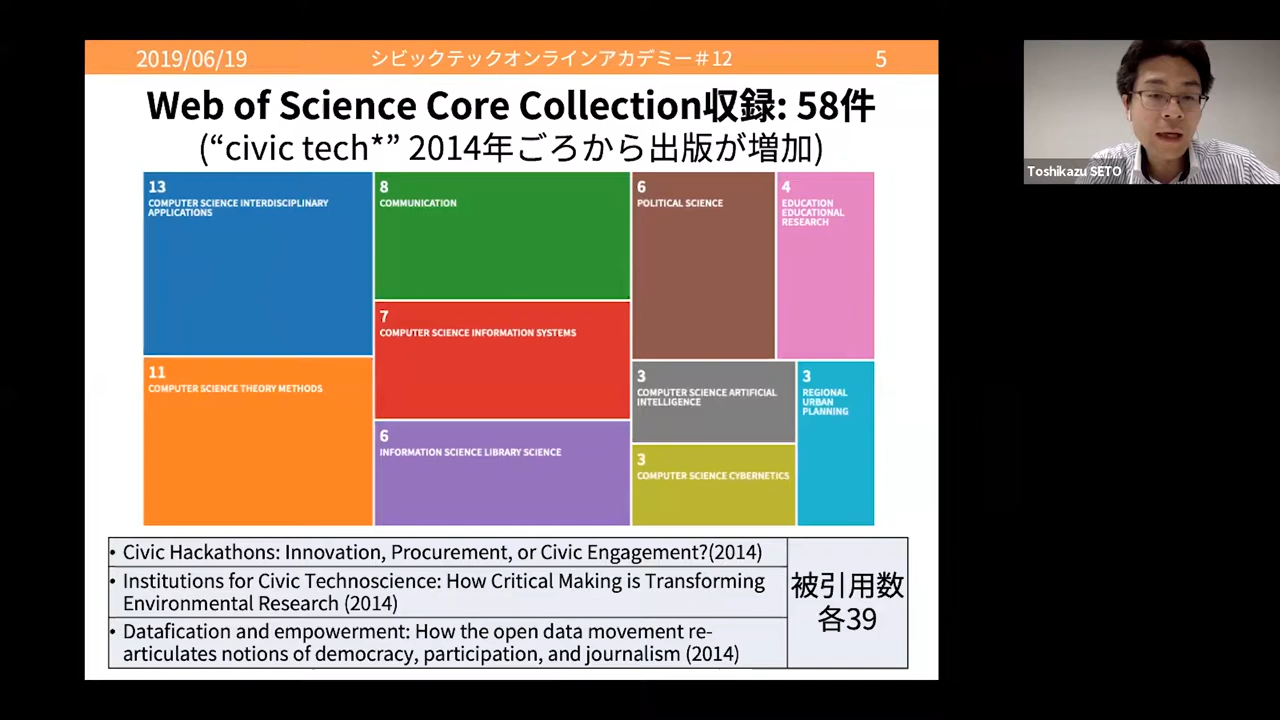 2019/06/19 シビックテックオンラインアカデミー＃12 5
Web of Science Core Collection収録: 58件
(“civic tech*” 2014年ごろから出版が増加)
13
COMPUTER SCIENCE INTERDISCIPLINARY
APPLICATIONS
11
COMPUTER SCIENCE THEORY METHODS
8
COMMUNICATION
7
COMPUTER SCIENCE INFORMATION SYSTEMS
6
INFORMATION SCIENCE LIBRARY SCIENCE
6
POLITICAL SCIENCE
4
EDUCATION
EDUCATIONAL
RESEARCH
3
COMPUTER SCIENCE ARTIFICIAL
INTELLIGENCE
3
COMPUTER SCIENCE CYBERNETICS
3
REGIONAL
URBAN
PLANNING
• Civic Hackathons: Innovation, Procurement, or Civic Engagement?(2014)
• Institutions for Civic Technoscience: How Critical Making is Transforming
Environmental Research (2014)
• Datafication and empowerment: How the open data movement re-
articulates notions of democracy, participation, and journalism (2014)
被引用数
各39
Toshikazu SETO